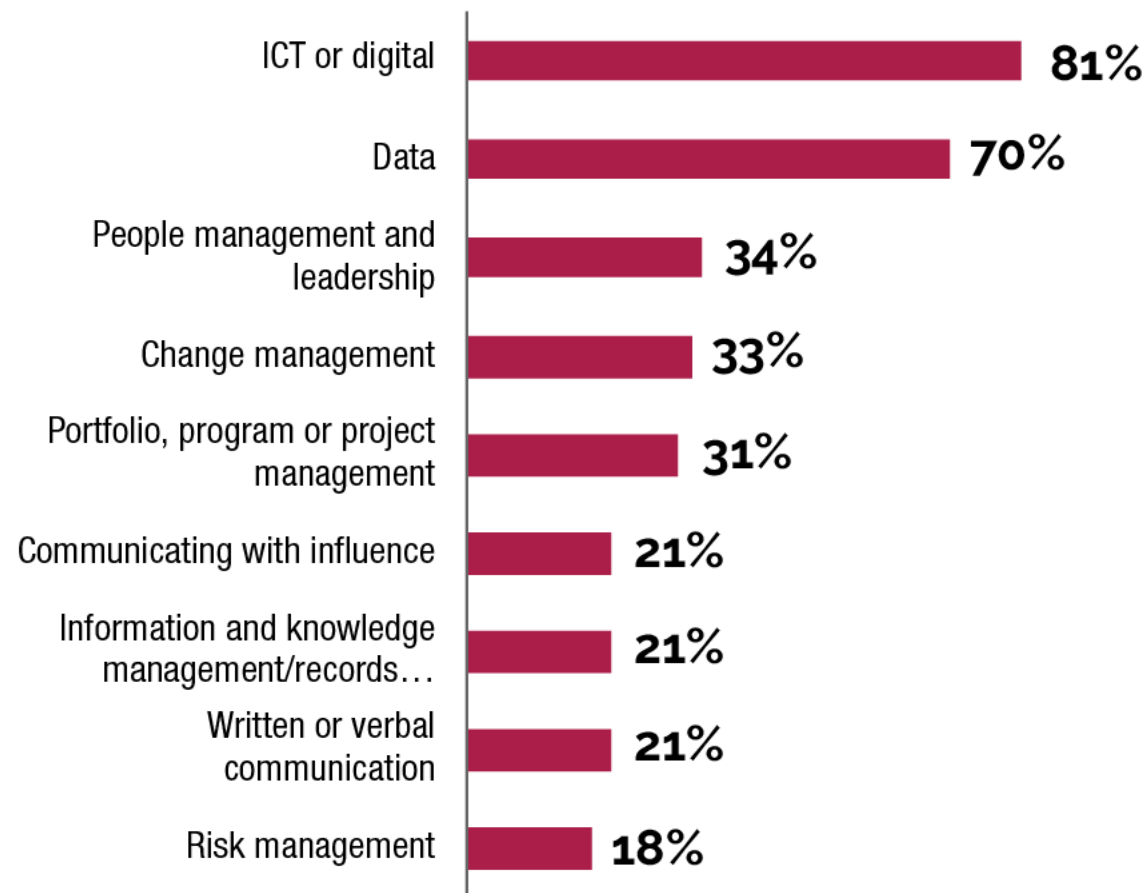 ICT or digital
81%
Data
70%
People management and
leadership
34%
Change management
33%
Portfolio, program or project
management
31%
Communicating with influence
21%
Information and knowledge
management/records…
21%
Written or verbal
communication
21%
Risk management
18%